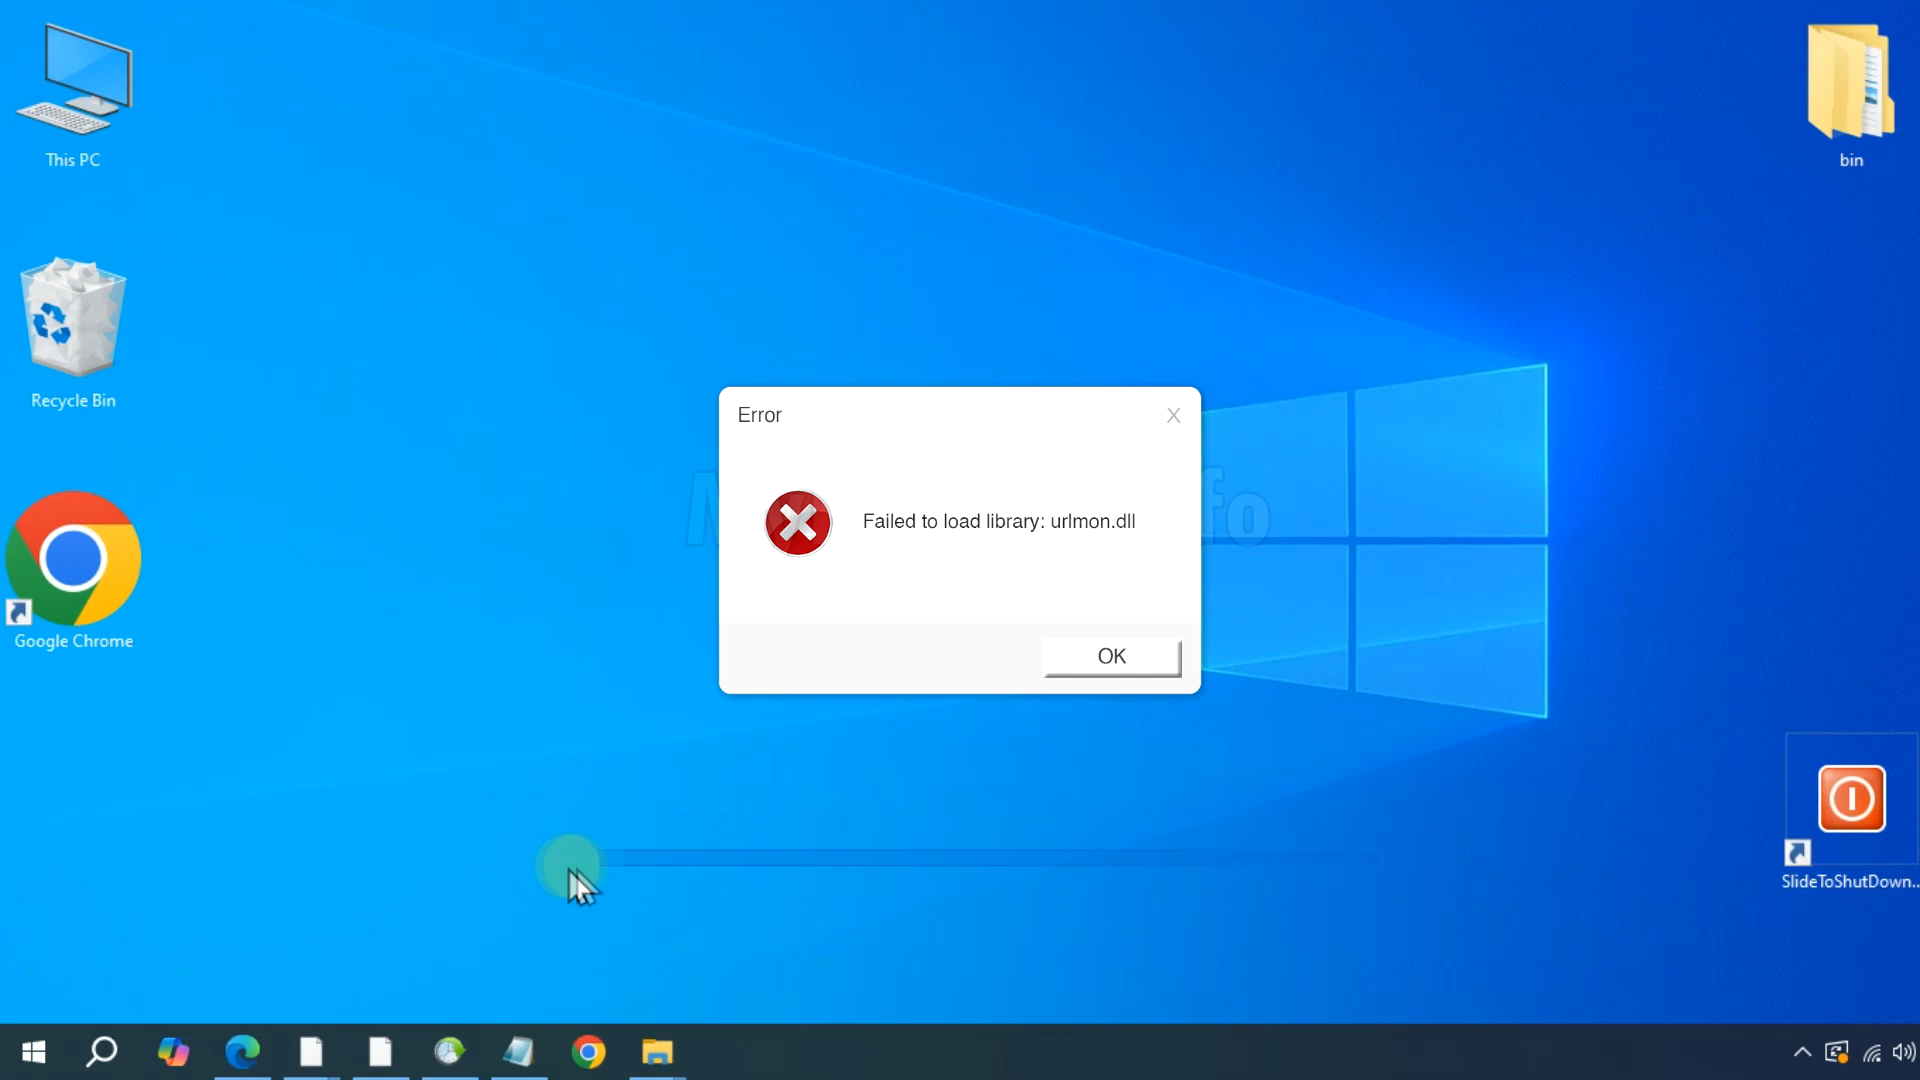 This PC
bin
Recycle Bin
Google Chrome
Error
X
Failed to load library: urlmon.dll
OK
SlideToShutDown...